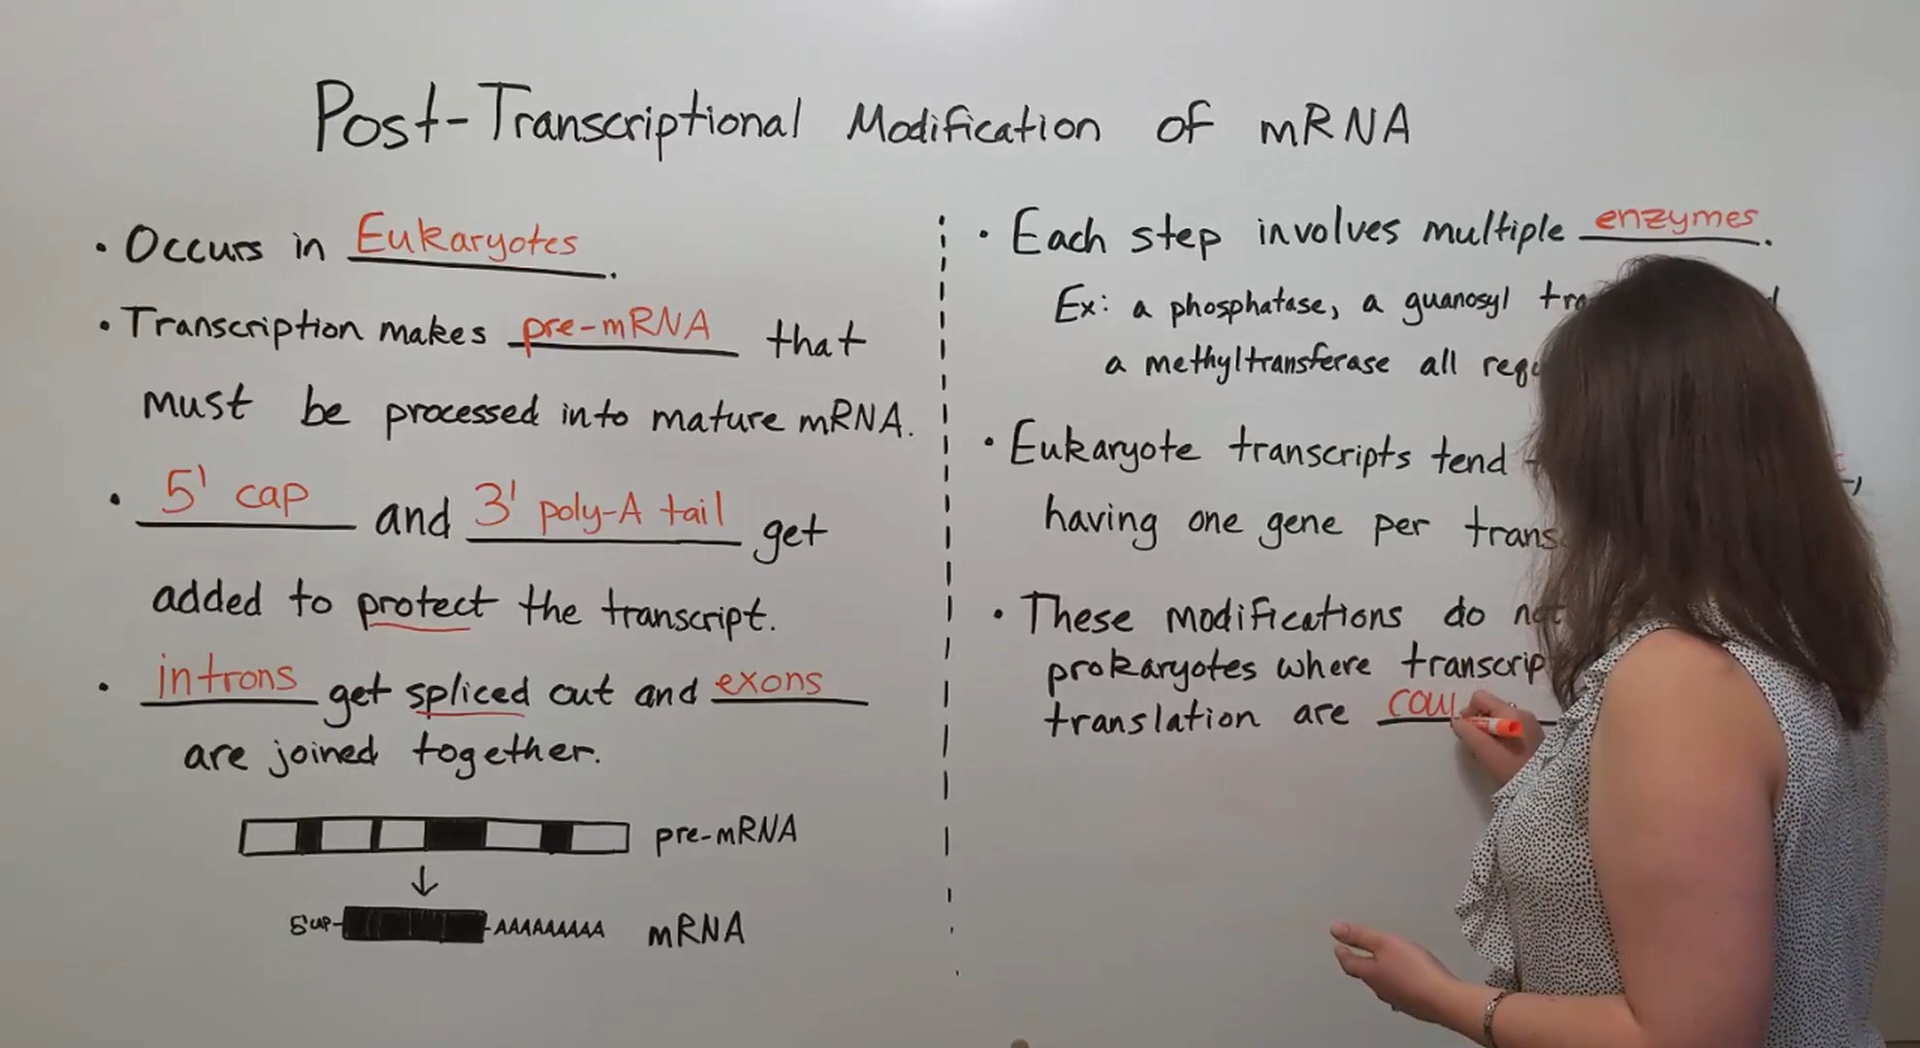 Post-Transcriptional Modification of mRNA
• Occurs in Eukaryotes.
• Transcription makes pre-mRNA that
must be processed into mature mRNA.
• 5' cap and 3' poly-A tail get
added to protect the transcript.
• introns get spliced out and exons
are joined together.
pre-mRNA
5'cap-
-AAAAAAAAA
mRNA
• Each step involves multiple enzymes.
Ex: a phosphatase, a guanosyl
a methyltransferase all
• Eukaryote transcripts tend
having one gene per
• These modifications do not
prokaryotes where
translation are